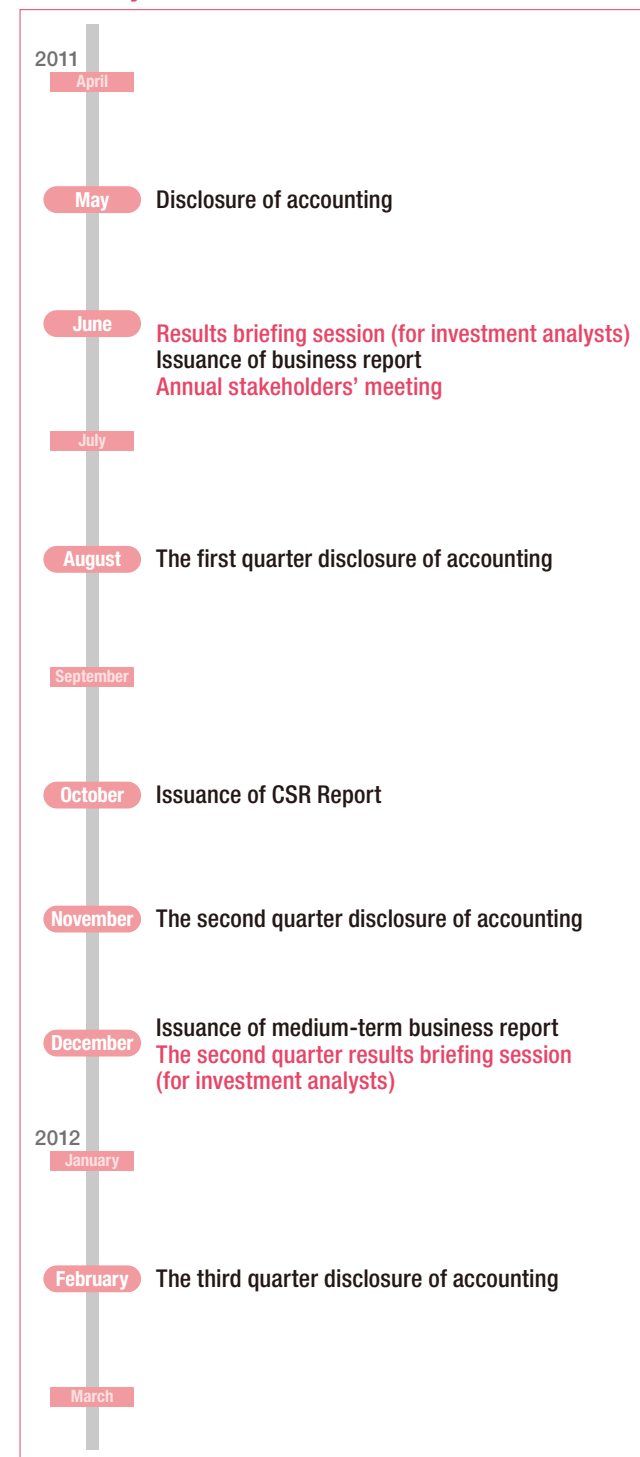 2011
April
May
Disclosure of accounting
June
Results briefing session (for investment analysts)
Issuance of business report
Annual stakeholders’ meeting
July
August
The first quarter disclosure of accounting
September
October
Issuance of CSR Report
November
The second quarter disclosure of accounting
December
Issuance of medium-term business report
The second quarter results briefing session
(for investment analysts)
2012
January
February
The third quarter disclosure of accounting
March